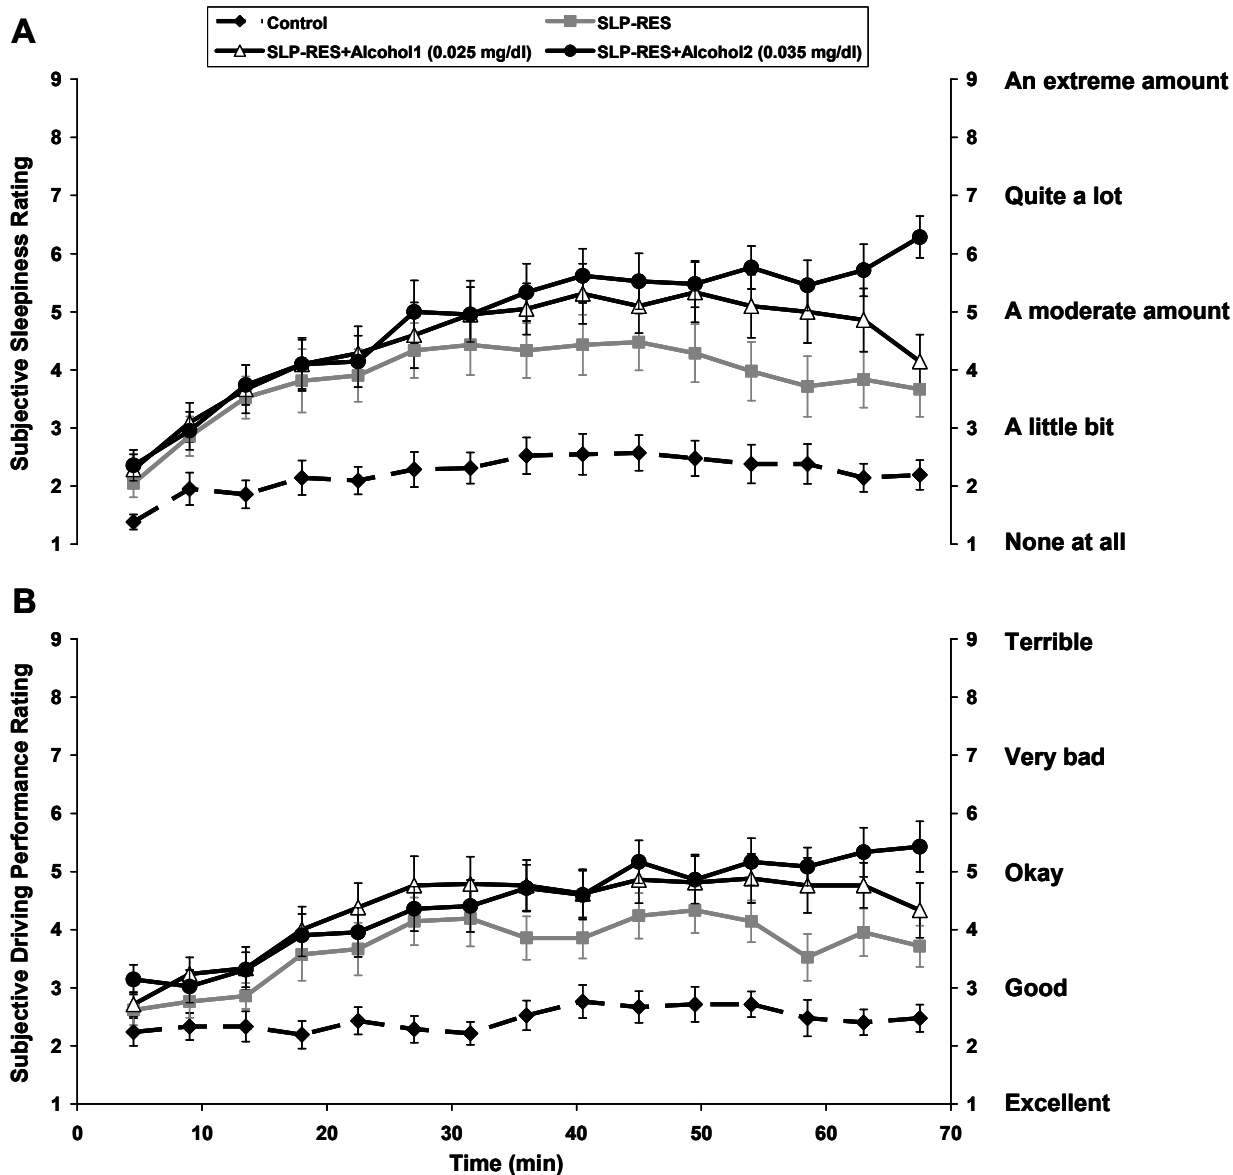 Control
SLP-RES
SLP-RES+Alcohol1 (0.025 mg/dl)
SLP-RES+Alcohol2 (0.035 mg/dl)
A
Subjective Sleepiness Rating
9
8
7
6
5
4
3
2
1
9
8
7
6
5
4
3
2
1
An extreme amount
Quite a lot
A moderate amount
A little bit
None at all
B
Subjective Driving Performance Rating
9
8
7
6
5
4
3
2
1
9
8
7
6
5
4
3
2
1
Terrible
Very bad
Okay
Good
Excellent
0 10 20 30 40 50 60 70
Time (min)